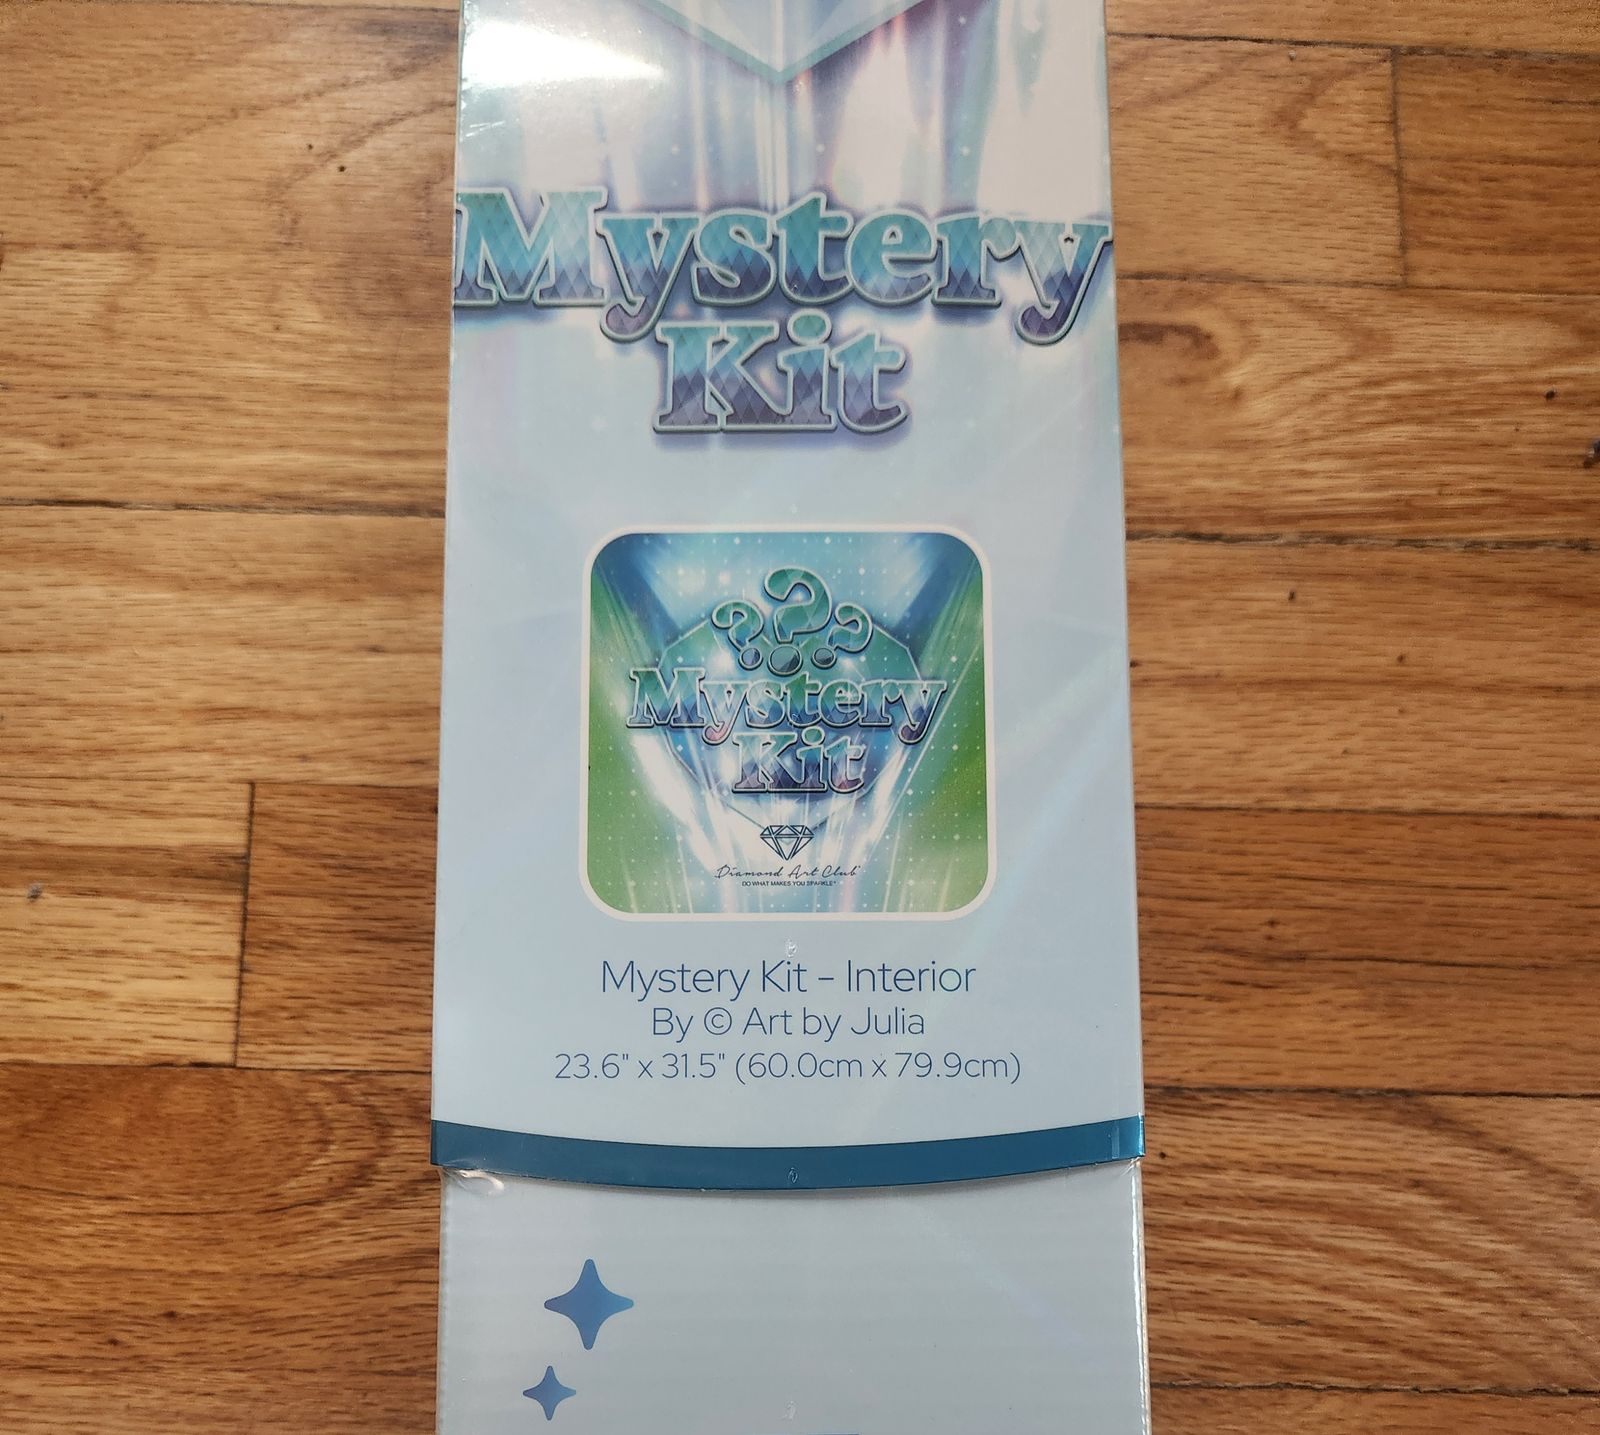 Mystery
Kit
???
Mystery
Kit
Diamond Art Club®
DO WHAT MAKES YOU SPARKLE®
Mystery Kit - Interior
By © Art by Julia
23.6" x 31.5" (60.0cm x 79.9cm)